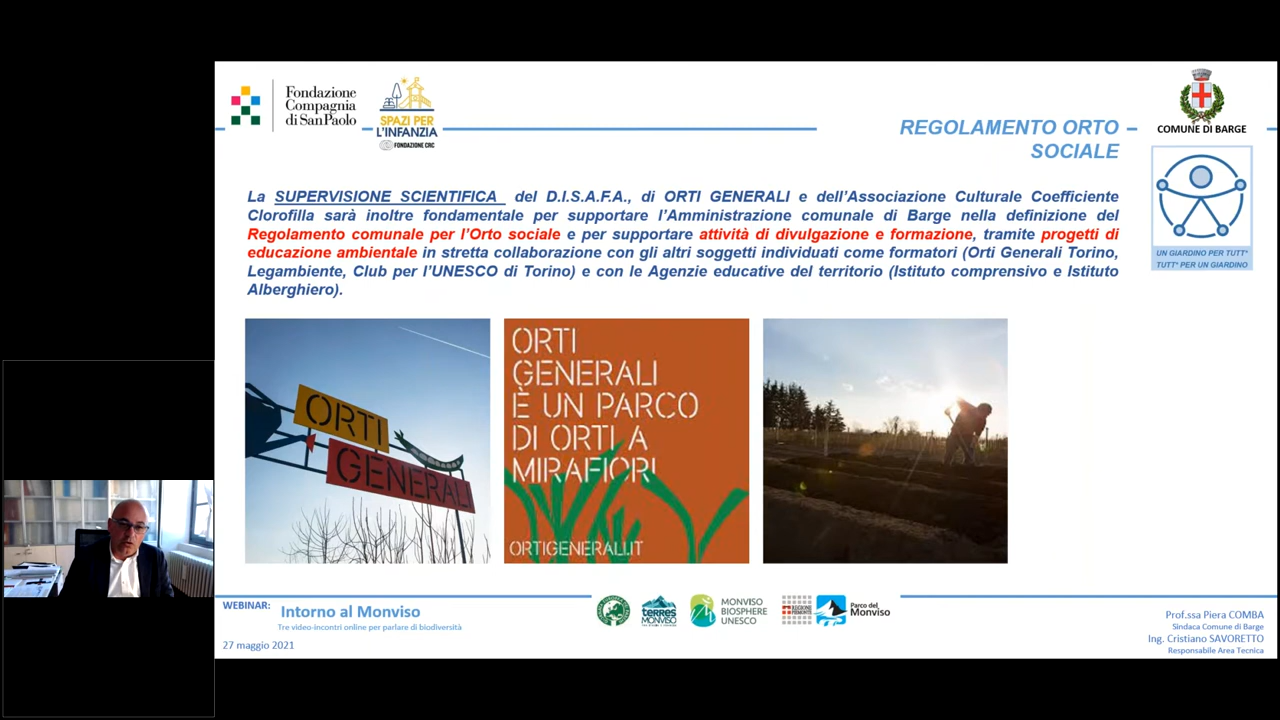 Fondazione
Compagnia
di San Paolo
SPAZI PER
L'INFANZIA
FONDAZIONE CRC
REGOLAMENTO ORTO
SOCIALE
COMUNE DI BARGE
La SUPERVISIONE SCIENTIFICA del D.I.S.A.F.A., di ORTI GENERALI e dell'Associazione Culturale Coefficiente
Clorofilla sarà inoltre fondamentale per supportare l'Amministrazione comunale di Barge nella definizione del
Regolamento comunale per l'Orto sociale e per supportare attività di divulgazione e formazione, tramite progetti di
educazione ambientale in stretta collaborazione con gli altri soggetti individuati come formatori (Orti Generali Torino,
Legambiente, Club per l'UNESCO di Torino) e con le Agenzie educative del territorio (Istituto comprensivo e Istituto
Alberghiero).
UN GIARDINO PER TUTT*
TUTT* PER UN GIARDINO
ORTI
GENERALI
ORTI
GENERALI
È UN PARCO
DI ORTI A
MIRAFIORI
ORTIGENERALI.IT
WEBINAR: Intorno al Monviso
Tre video-incontri online per parlare di biodiversità
27 maggio 2021
terres
MONVISO
MONVISO
BIOSPHERE
UNESCO
REGIONE
PIEMONTE
Parco del
Monviso
Prof.ssa Piera COMBA
Sindaca Comune di Barge
Ing. Cristiano SAVORETTO
Responsabile Area Tecnica